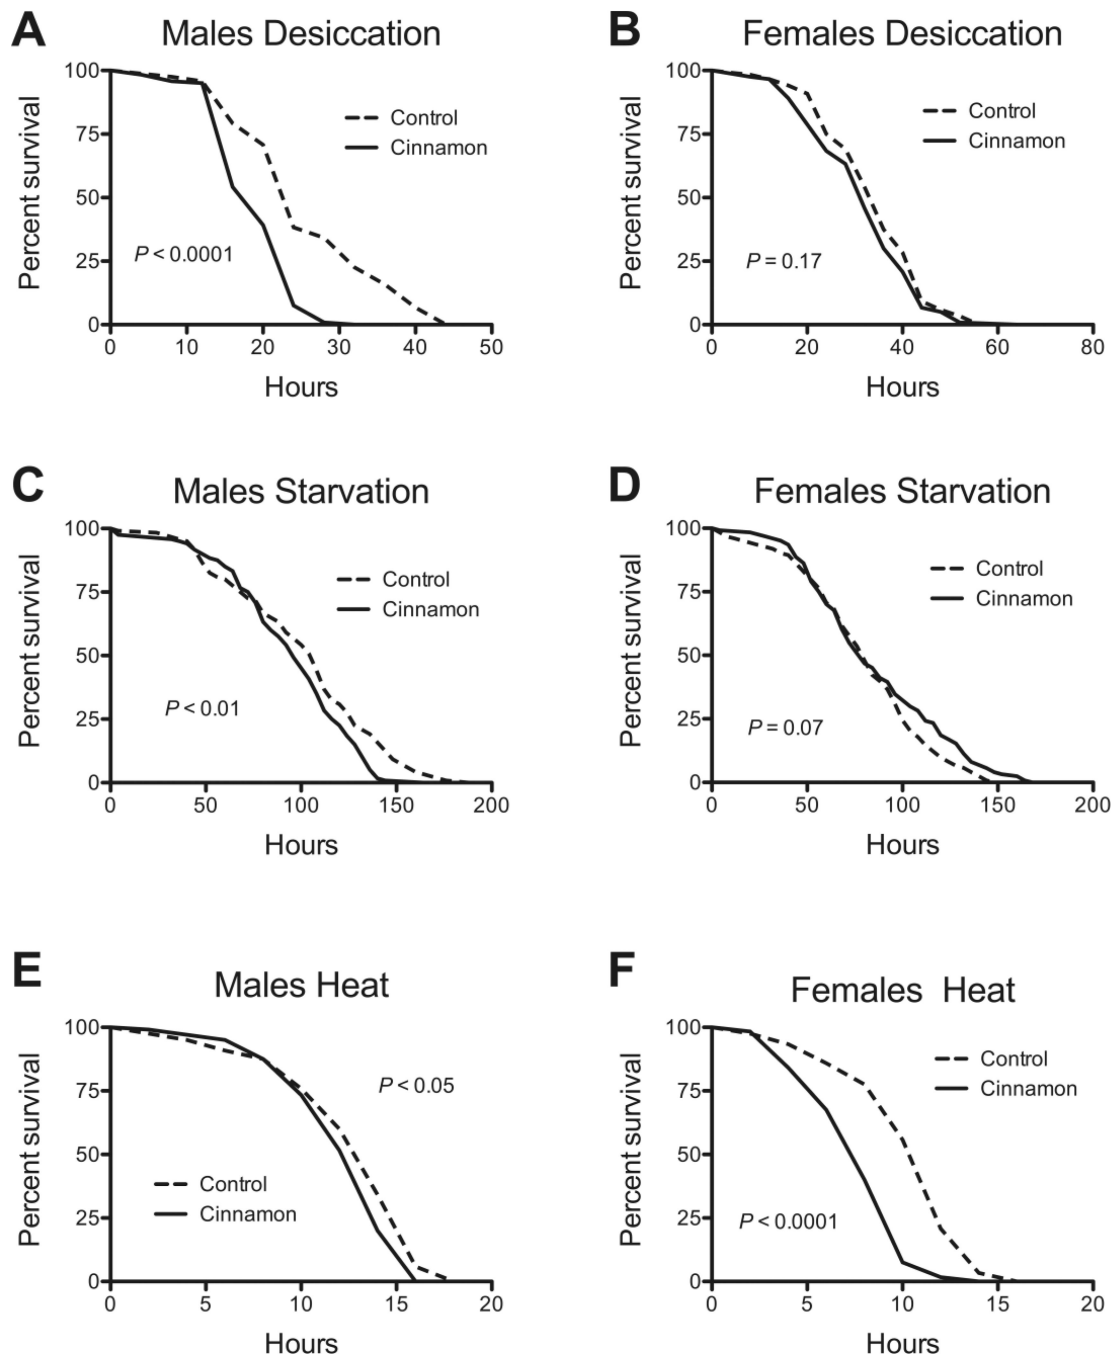 A Males Desiccation
100
75
50
25
0
Percent survival
Control
Cinnamon
P < 0.0001
0 10 20 30 40 50
Hours
B Females Desiccation
100
75
50
25
0
Percent survival
Control
Cinnamon
P = 0.17
0 20 40 60 80
Hours
C Males Starvation
100
75
50
25
0
Percent survival
Control
Cinnamon
P < 0.01
0 50 100 150 200
Hours
D Females Starvation
100
75
50
25
0
Percent survival
Control
Cinnamon
P = 0.07
0 50 100 150 200
Hours
E Males Heat
100
75
50
25
0
Percent survival
P < 0.05
Control
Cinnamon
0 5 10 15 20
Hours
F Females Heat
100
75
50
25
0
Percent survival
Control
Cinnamon
P < 0.0001
0 5 10 15 20
Hours